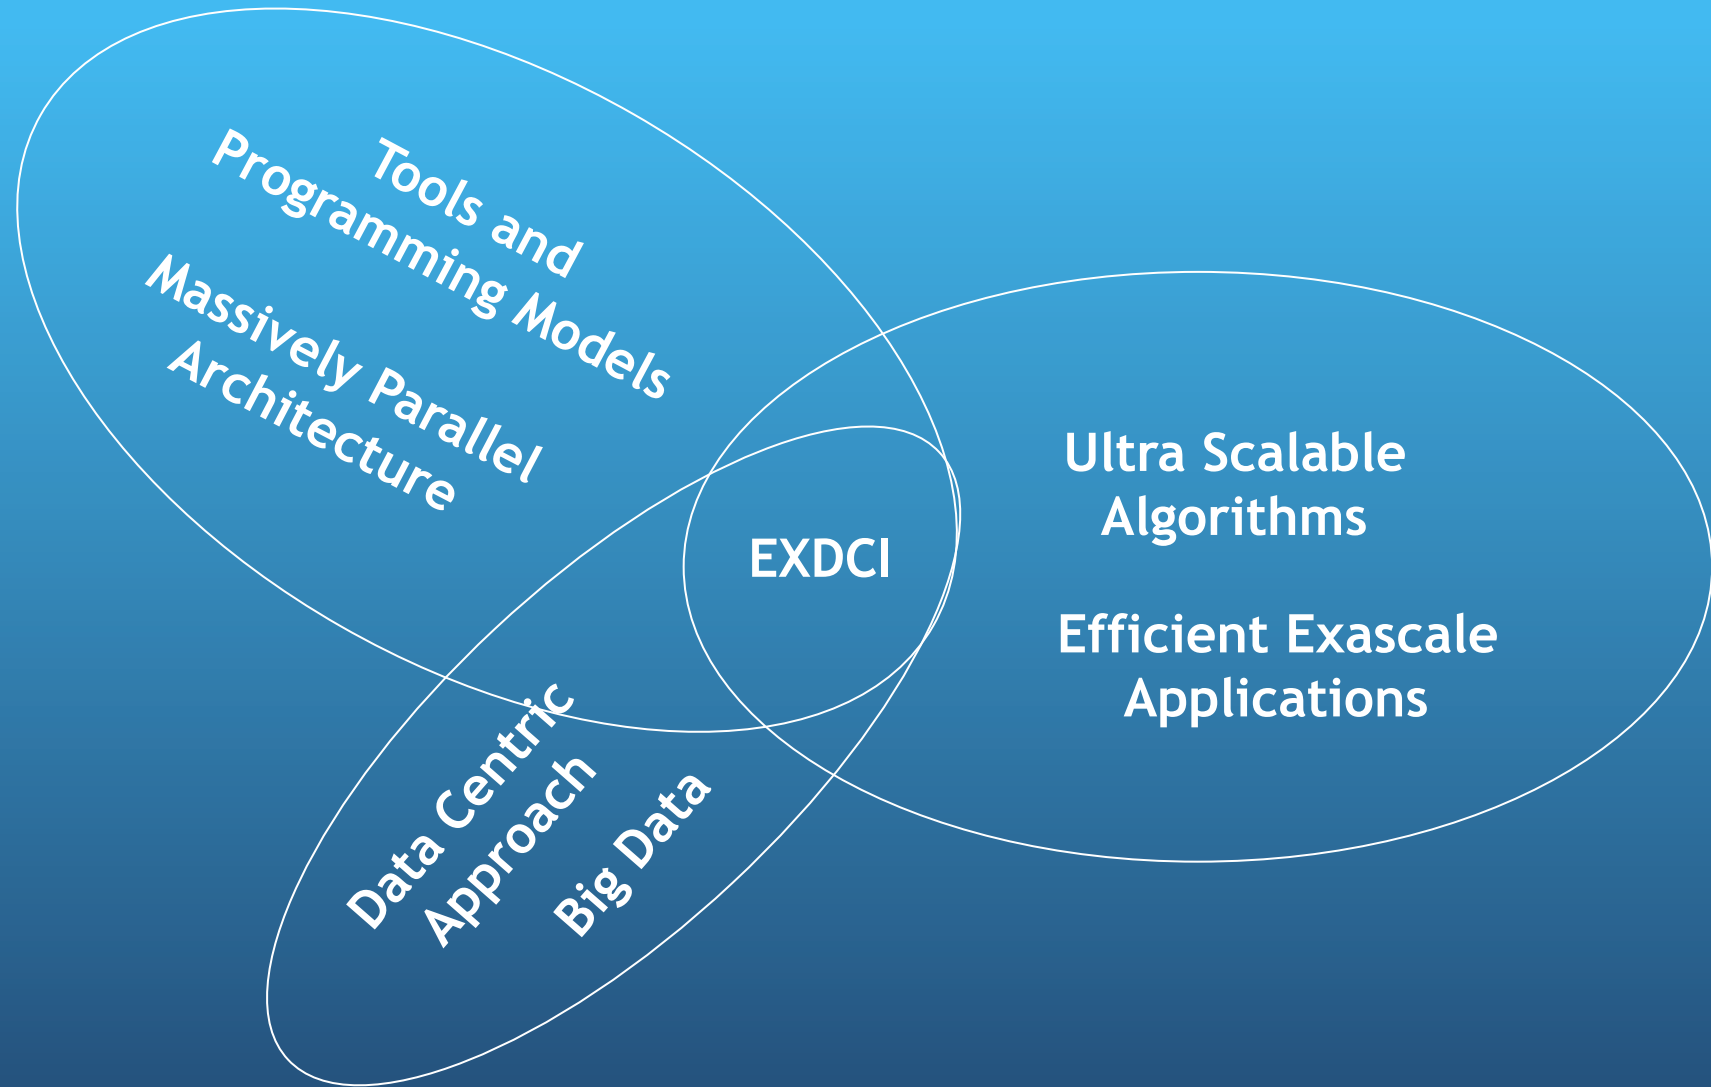 Tools and
Programming Models
Massively Parallel
Architecture
EXDCI
Ultra Scalable
Algorithms
Efficient Exascale
Applications
Data Centric
Approach
Big Data